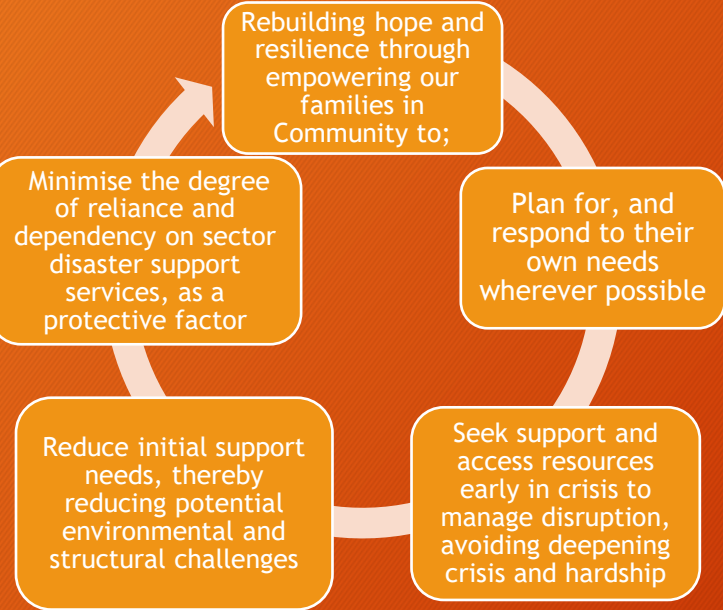 Rebuilding hope and
resilience through
empowering our
families in
Community to;
Plan for, and
respond to their
own needs
wherever possible
Seek support and
access resources
early in crisis to
manage disruption,
avoiding deepening
crisis and hardship
Reduce initial support
needs, thereby
reducing potential
environmental and
structural challenges
Minimise the degree
of reliance and
dependency on sector
disaster support
services, as a
protective factor